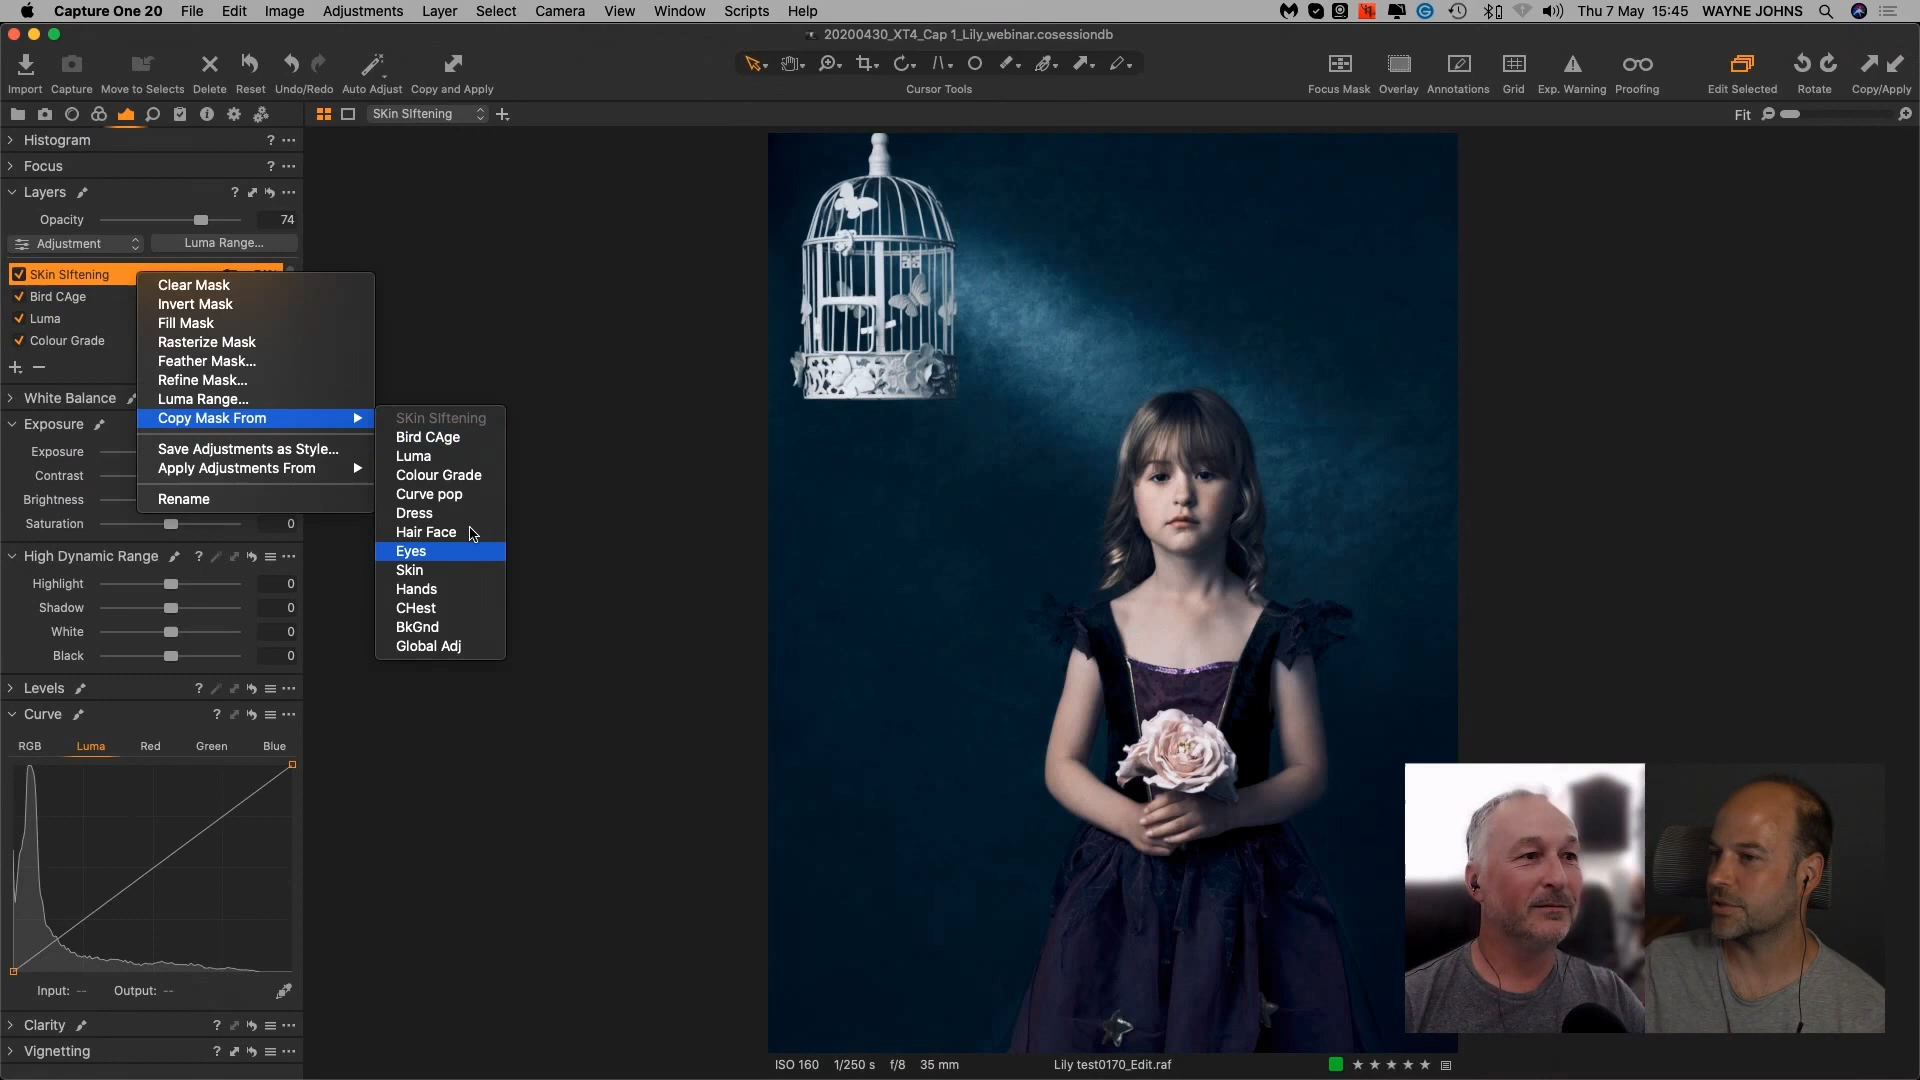 Capture One 20 File Edit Image Adjustments Layer Select Camera View Window Scripts Help Thu 7 May 15:45 WAYNE JOHNS
20200430_XT4_Cap 1_Lily_webinar.cosessiondb
Import Capture Move to Selects Delete Reset Undo/Redo Auto Adjust Copy and Apply Cursor Tools Focus Mask Overlay Annotations Grid Exp. Warning Proofing Edit Selected Rotate Copy/Apply
SKin SIftening Fit
Histogram
Focus
Layers
Opacity 74
Adjustment Luma Range...
SKin SIftening
Bird CAge
Luma
Colour Grade
Clear Mask
Invert Mask
Fill Mask
Rasterize Mask
Feather Mask...
Refine Mask...
Luma Range...
Copy Mask From
Save Adjustments as Style...
Apply Adjustments From
Rename
SKin SIftening
Bird CAge
Luma
Colour Grade
Curve pop
Dress
Hair Face
Eyes
Skin
Hands
CHest
BkGnd
Global Adj
White Balance
Exposure
Exposure
Contrast
Brightness
Saturation 0
High Dynamic Range
Highlight 0
Shadow 0
White 0
Black 0
Levels
Curve
RGB Luma Red Green Blue
Input: -- Output: --
Clarity
Vignetting
ISO 160 1/250 s f/8 35 mm Lily test0170_Edit.raf